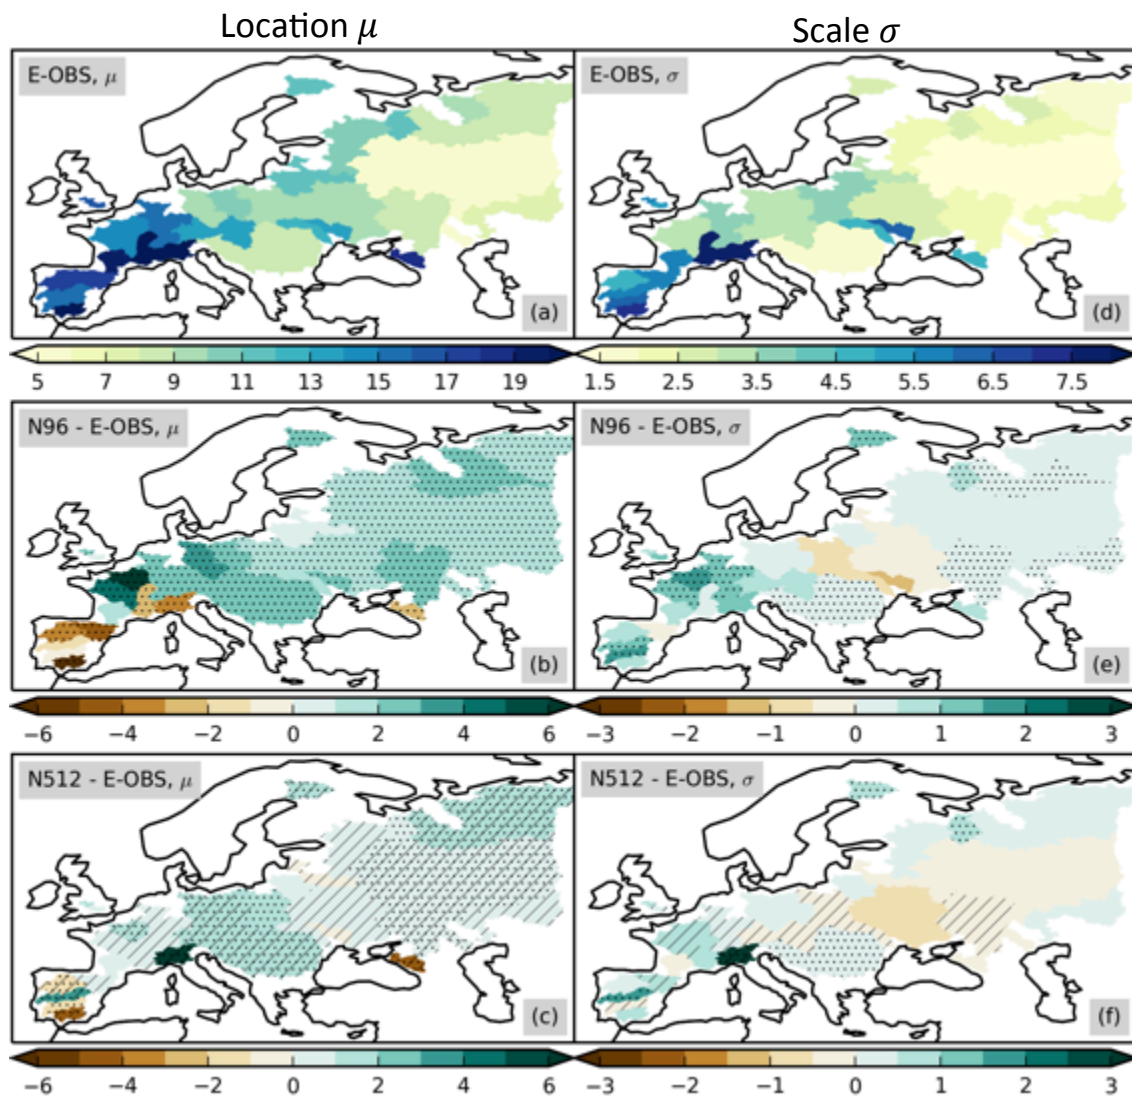 Location μ
Scale σ
E-OBS, μ
E-OBS, σ
(a)
(d)
5 7 9 11 13 15 17 19
1.5 2.5 3.5 4.5 5.5 6.5 7.5
N96 - E-OBS, μ
N96 - E-OBS, σ
(b)
(e)
−6 −4 −2 0 2 4 6
−3 −2 −1 0 1 2 3
N512 - E-OBS, μ
N512 - E-OBS, σ
(c)
(f)
−6 −4 −2 0 2 4 6
−3 −2 −1 0 1 2 3